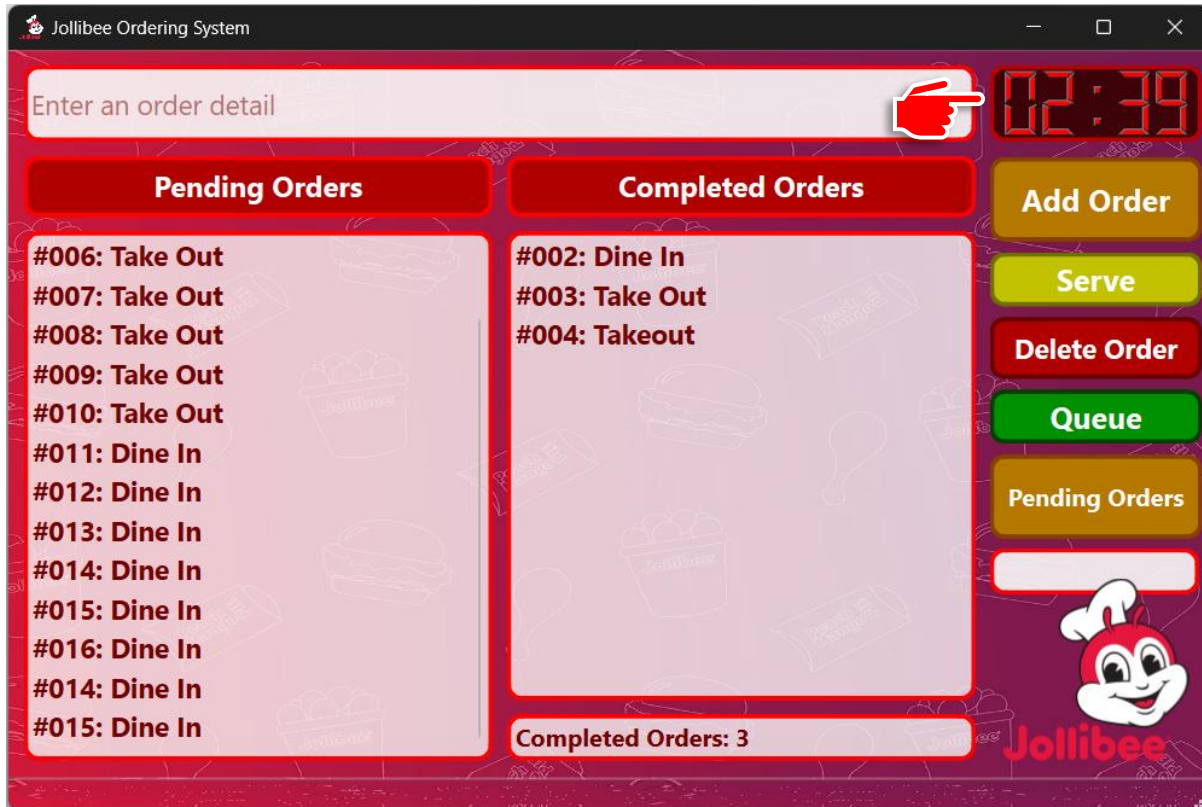 Jollibee Ordering System
Enter an order detail
02:39
Pending Orders
Completed Orders
Add Order
#006: Take Out
#007: Take Out
#008: Take Out
#009: Take Out
#010: Take Out
#011: Dine In
#012: Dine In
#013: Dine In
#014: Dine In
#015: Dine In
#016: Dine In
#014: Dine In
#015: Dine In
#002: Dine In
#003: Take Out
#004: Takeout
Completed Orders: 3
Serve
Delete Order
Queue
Pending Orders
Jollibee